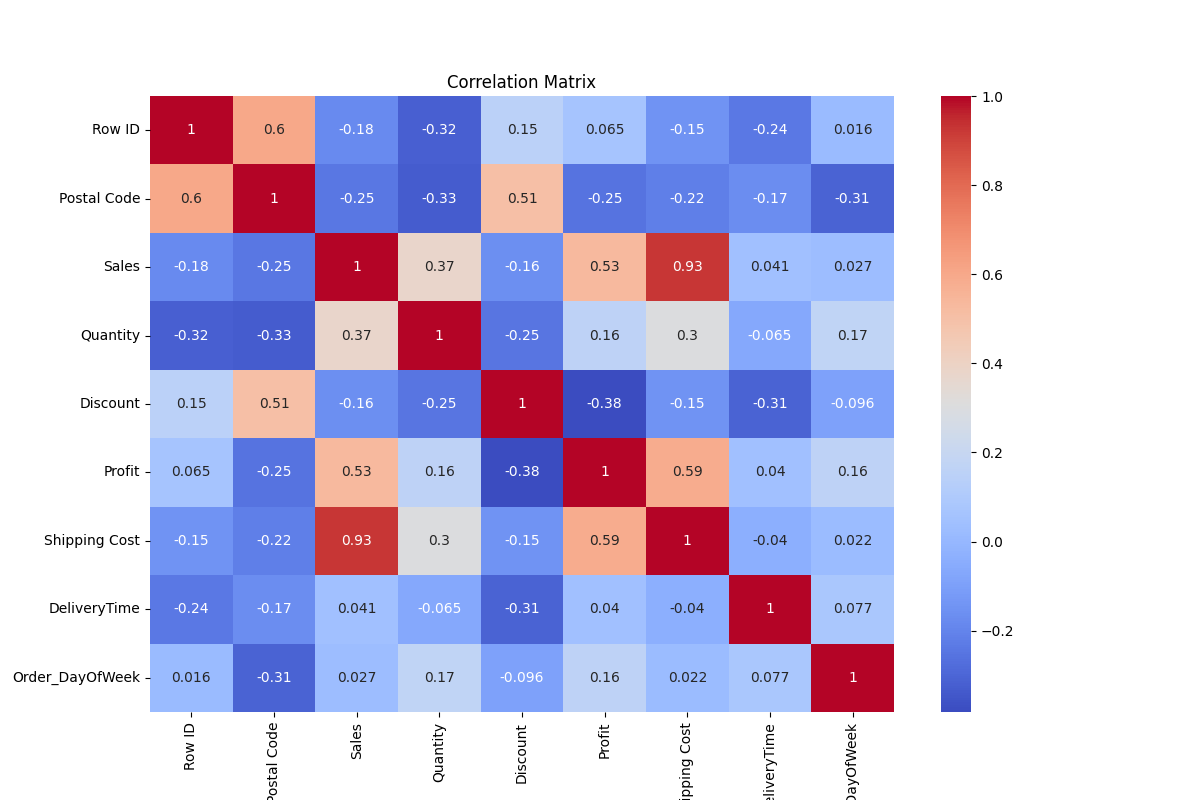 Correlation Matrix
Row ID 1 0.6 -0.18 -0.32 0.15 0.065 -0.15 -0.24 0.016
Postal Code 0.6 1 -0.25 -0.33 0.51 -0.25 -0.22 -0.17 -0.31
Sales -0.18 -0.25 1 0.37 -0.16 0.53 0.93 0.041 0.027
Quantity -0.32 -0.33 0.37 1 -0.25 0.16 0.3 -0.065 0.17
Discount 0.15 0.51 -0.16 -0.25 1 -0.38 -0.15 -0.31 -0.096
Profit 0.065 -0.25 0.53 0.16 -0.38 1 0.59 0.04 0.16
Shipping Cost -0.15 -0.22 0.93 0.3 -0.15 0.59 1 -0.04 0.022
DeliveryTime -0.24 -0.17 0.041 -0.065 -0.31 0.04 -0.04 1 0.077
Order_DayOfWeek 0.016 -0.31 0.027 0.17 -0.096 0.16 0.022 0.077 1
Row ID
Postal Code
Sales
Quantity
Discount
Profit
ipping Cost
eliveryTime
DayOfWeek
1.0
0.8
0.6
0.4
0.2
0.0
−0.2